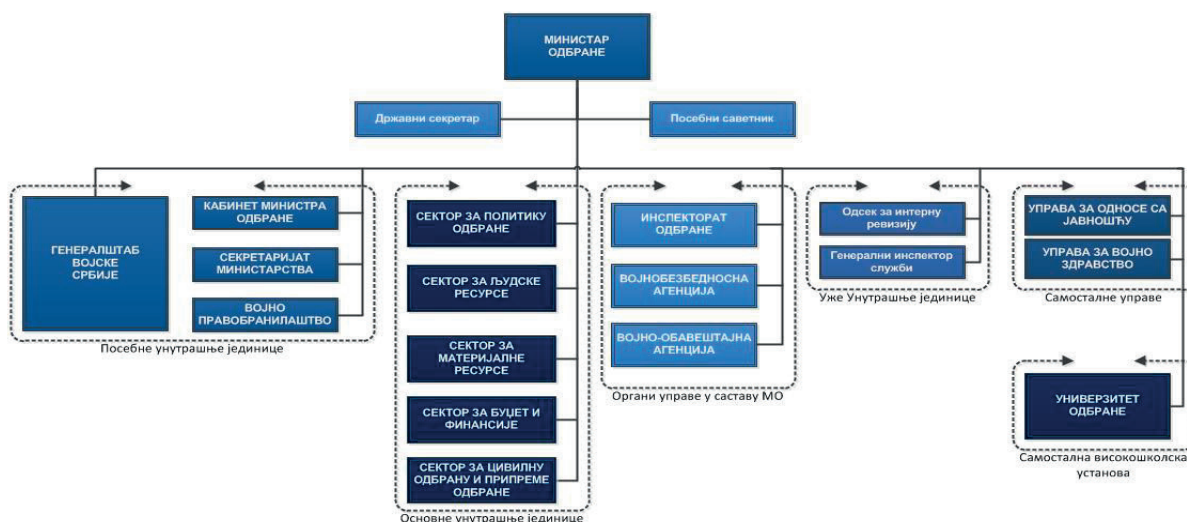 МИНИСТАР
ОДБРАНЕ
Државни секретар
Посебни саветник
ГЕНЕРАЛШТАБ
ВОЈСКЕ
СРБИЈЕ
КАБИНЕТ МИНИСТРА
ОДБРАНЕ
СЕКРЕТАРИЈАТ
МИНИСТАРСТВА
ВОЈНО
ПРАВОБРАНИЛАШТВО
Посебне унутрашње јединице
СЕКТОР ЗА ПОЛИТИКУ
ОДБРАНЕ
СЕКТОР ЗА ЉУДСКЕ
РЕСУРСЕ
СЕКТОР ЗА
МАТЕРИЈАЛНЕ
РЕСУРСЕ
СЕКТОР ЗА БУЏЕТ И
ФИНАНСИЈЕ
СЕКТОР ЗА ЦИВИЛНУ
ОДБРАНУ И ПРИПРЕМЕ
ОДБРАНЕ
Основне унутрашње јединице
ИНСПЕКТОРАТ
ОДБРАНЕ
ВОЈНОБЕЗБЕДНОСНА
АГЕНЦИЈА
ВОЈНО-ОБАВЕШТАЈНА
АГЕНЦИЈА
Органи управе у саставу МО
Одсек за интерну
ревизију
Генерални инспектор
служби
Уже Унутрашње јединице
УПРАВА ЗА ОДНОСЕ СА
ЈАВНОШЋУ
УПРАВА ЗА ВОЈНО
ЗДРАВСТВО
Самосталне управе
УНИВЕРЗИТЕТ
ОДБРАНЕ
Самостална високошколска
установа